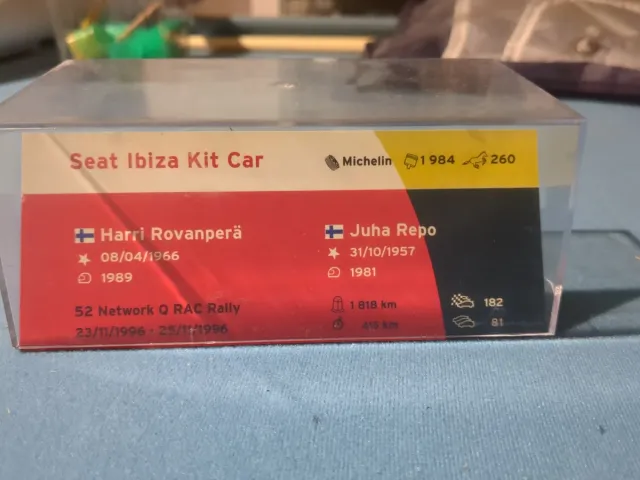 Seat Ibiza Kit Car Michelin 1 984 260
Harri Rovanperä Juha Repo
08/04/1966 31/10/1957
1989 1981
52 Network Q RAC Rally 1 818 km 182
23/11/1996 - 25/11/1996 km 81